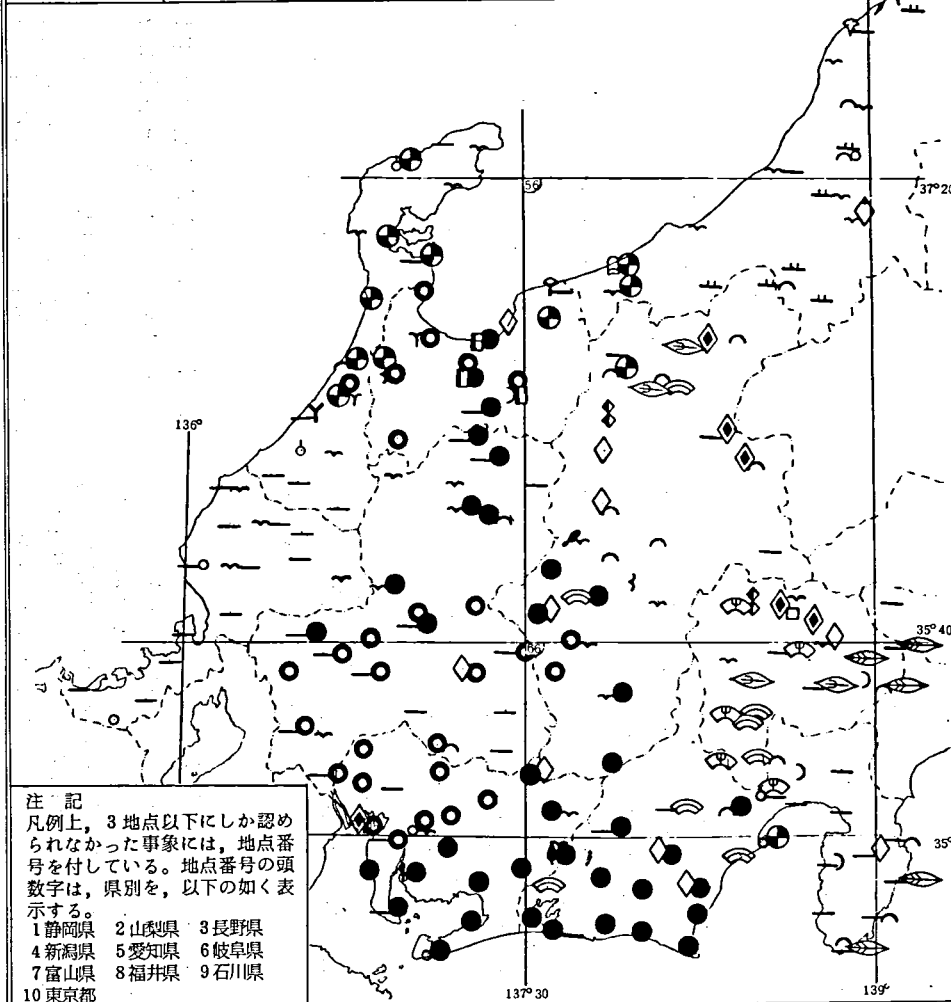 56
37°20
136°
35°40
66
注 記
凡例上，3地点以下にしか認め
られなかった事象には，地点番
号を付している。地点番号の頭
数字は，県別を，以下の如く表
示する。
1静岡県 2山梨県 3長野県
4新潟県 5愛知県 6岐阜県
7富山県 8福井県 9石川県
10東京都
35°
137°30
139°